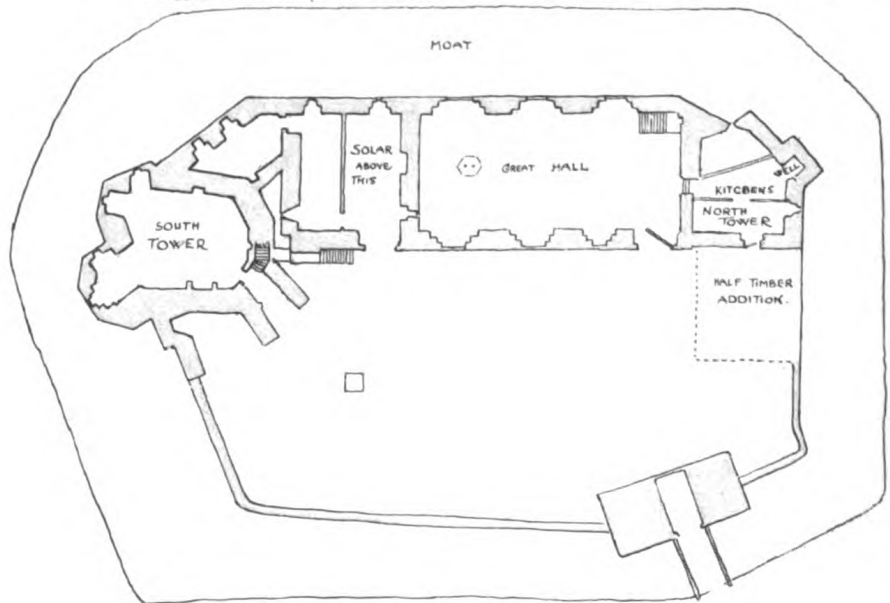 MOAT
SOLAR
ABOVE
THIS
GREAT HALL
WELL
KITCHENS
NORTH
TOWER
SOUTH
TOWER
HALF TIMBER
ADDITION.